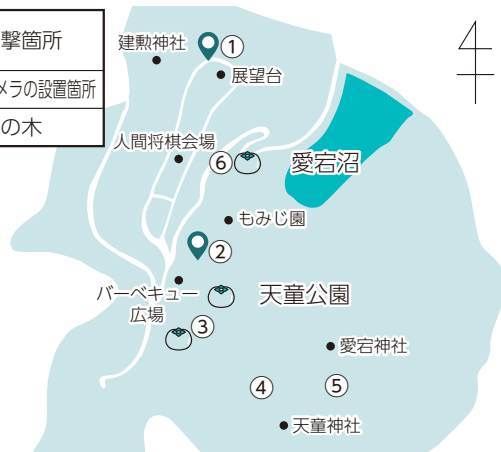 撃箇所
メラの設置箇所
の木
建勲神社
①
展望台
人間将棋会場
⑥
愛宕沼
もみじ園
②
バーベキュー
広場
天童公園
③
愛宕神社
④
⑤
天童神社